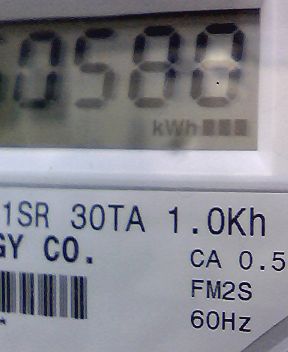 0580
kWh
1SR 30TA 1.0Kh
GY CO.
CA 0.5
FM2S
60Hz